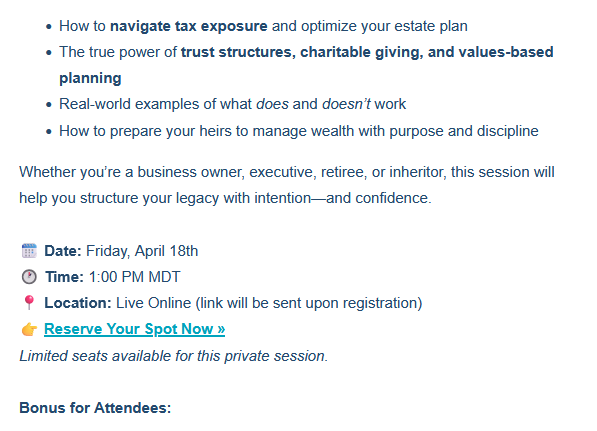 • How to navigate tax exposure and optimize your estate plan
• The true power of trust structures, charitable giving, and values-based
planning
• Real-world examples of what does and doesn’t work
• How to prepare your heirs to manage wealth with purpose and discipline
Whether you’re a business owner, executive, retiree, or inheritor, this session will
help you structure your legacy with intention—and confidence.
📅 Date: Friday, April 18th
🕐 Time: 1:00 PM MDT
📍 Location: Live Online (link will be sent upon registration)
👉 Reserve Your Spot Now »
Limited seats available for this private session.
Bonus for Attendees: